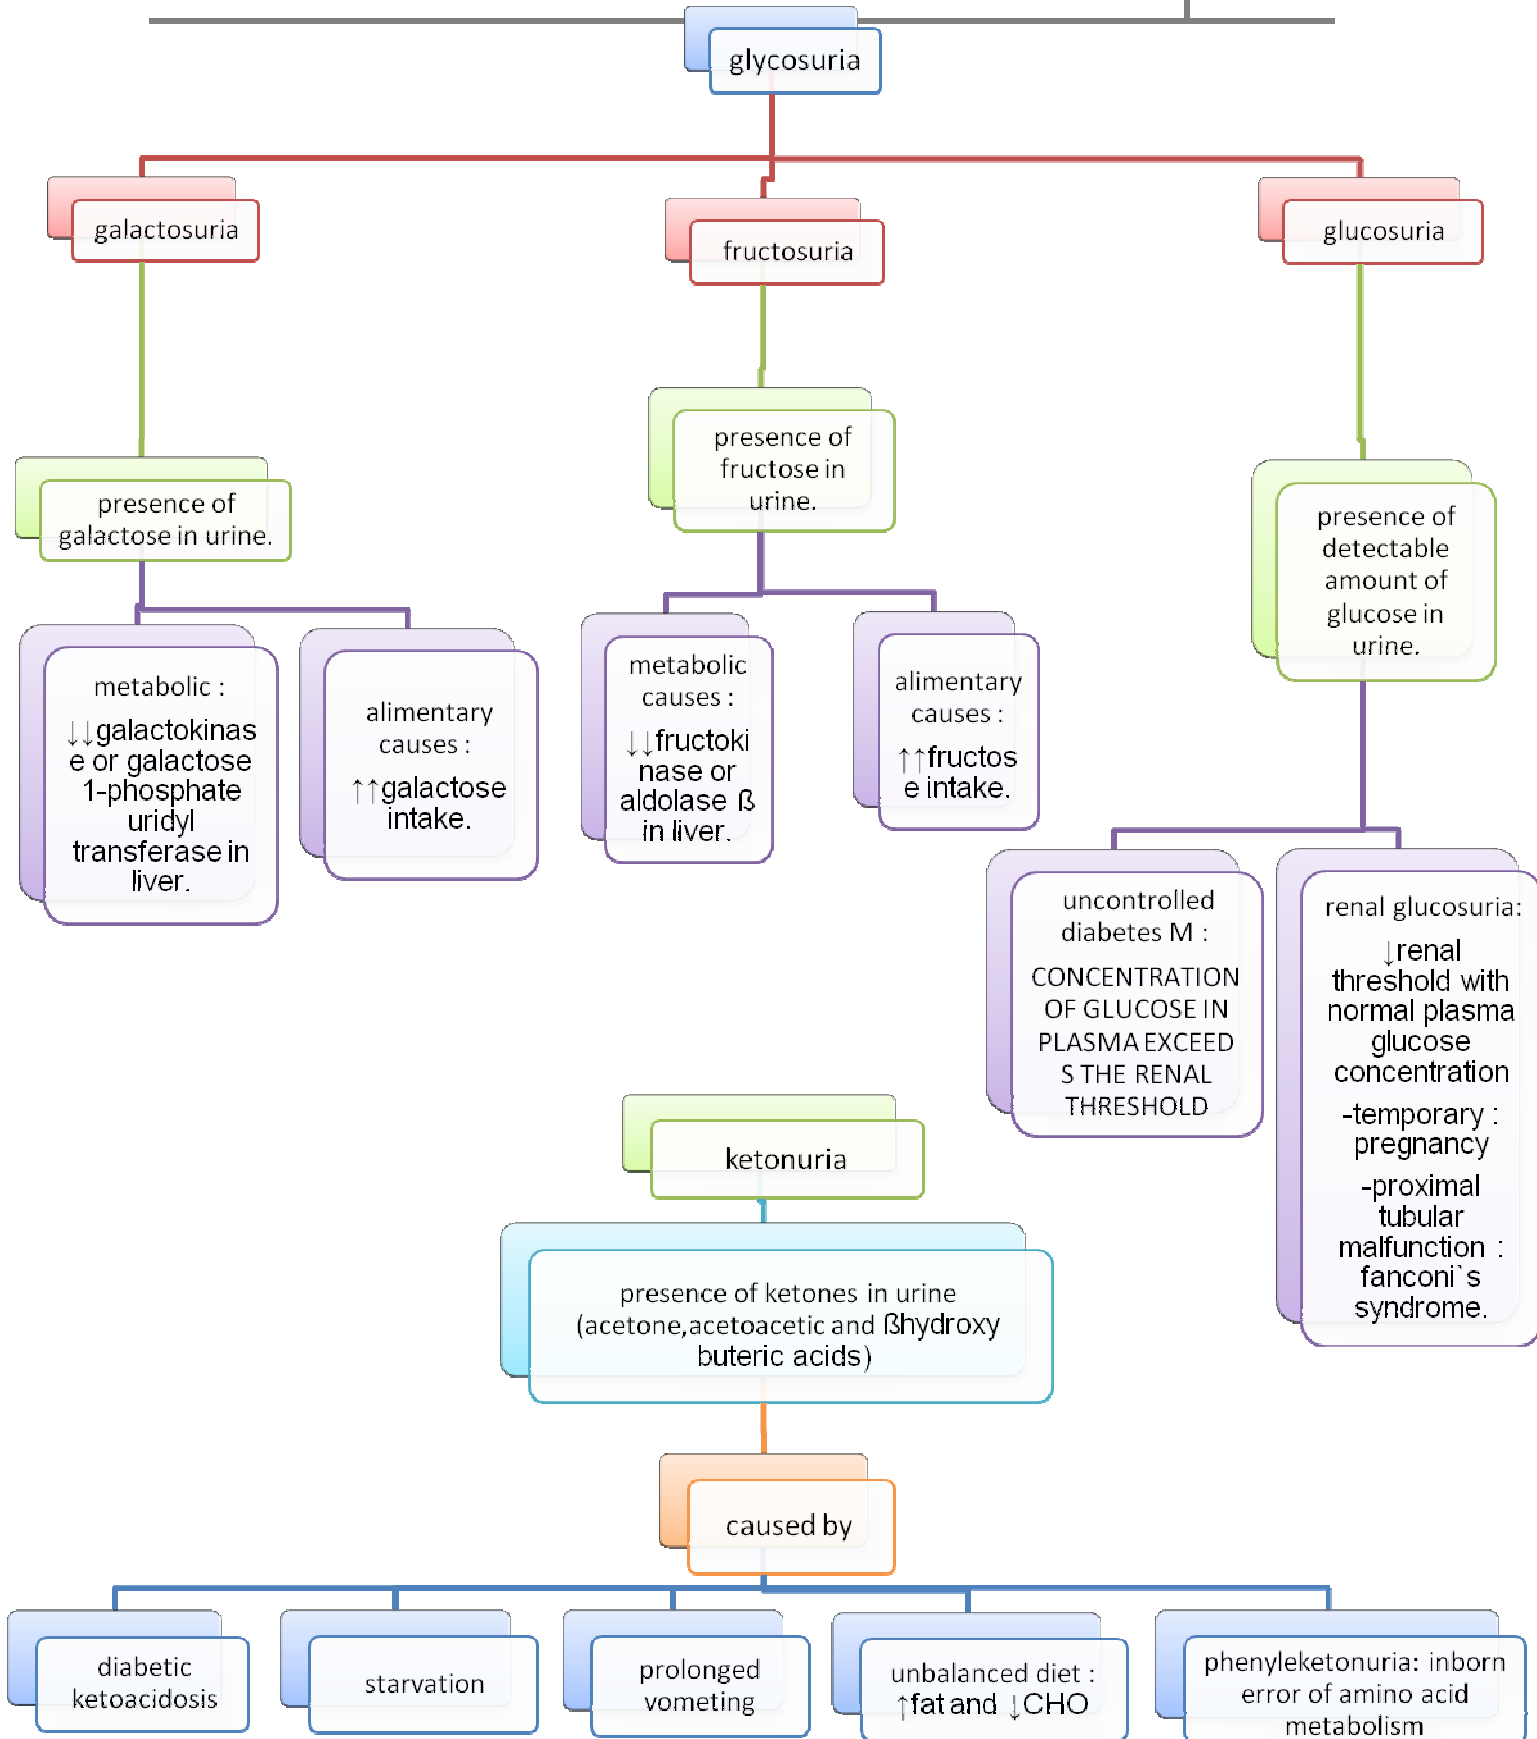 glycosuria
galactosuria
fructosuria
glucosuria
presence of
galactose in urine.
presence of
fructose in
urine.
presence of
detectable
amount of
glucose in
urine.
metabolic :
↓↓galactokinas
e or galactose
1-phosphate
uridyl
transferase in
liver.
alimentary
causes :
↑↑galactose
intake.
metabolic
causes :
↓↓fructoki
nase or
aldolase ß
in liver.
alimentary
causes :
↑↑fructos
e intake.
uncontrolled
diabetes M :
CONCENTRATION
OF GLUCOSE IN
PLASMA EXCEED
S THE RENAL
THRESHOLD
renal glucosuria:
↓renal
threshold with
normal plasma
glucose
concentration
-temporary :
pregnancy
-proximal
tubular
malfunction :
fanconi`s
syndrome.
ketonuria
presence of ketones in urine
(acetone,acetoacetic and ßhydroxy
buteric acids)
caused by
diabetic
ketoacidosis
starvation
prolonged
vometing
unbalanced diet :
↑fat and ↓CHO
phenyleketonuria: inborn
error of amino acid
metabolism